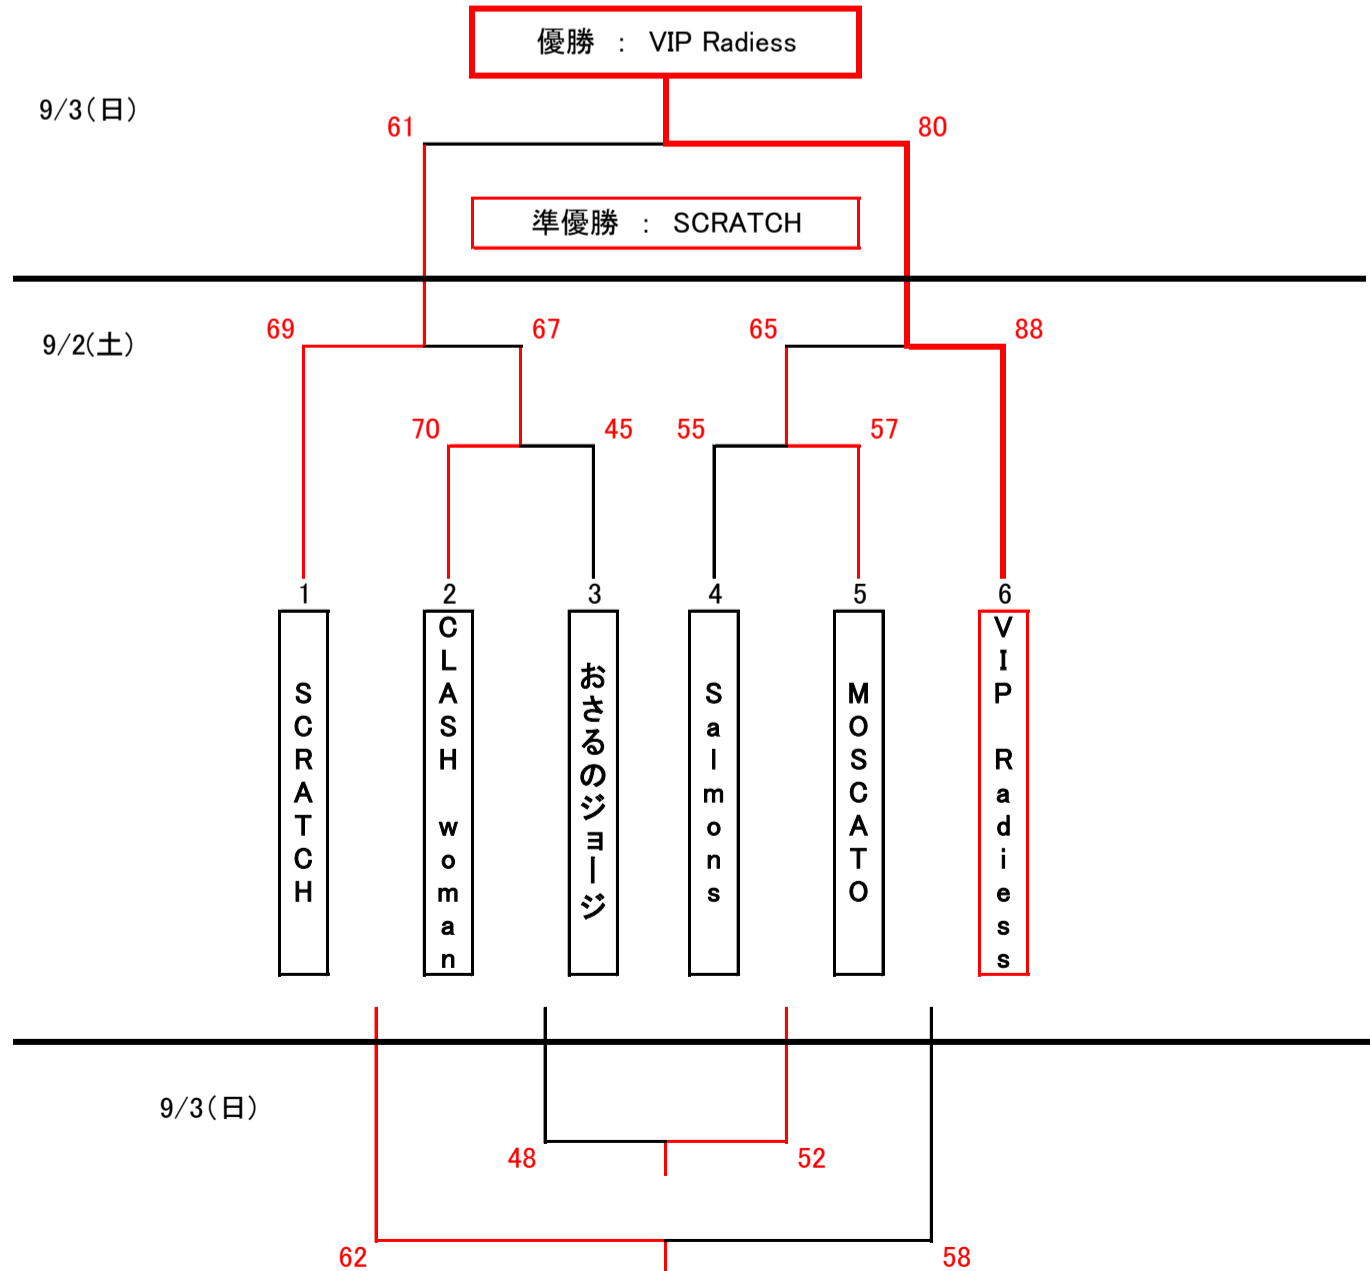 優勝 : VIP Radiess
9/3(日)
61
80
準優勝 : SCRATCH
9/2(土)
69
67
65
88
70
45
55
57
1
2
3
4
5
6
SCRATCH
CLASH woman
おさるのジョージ
Salmons
MOSCATO
VIP Radiess
9/3(日)
48
52
62
58